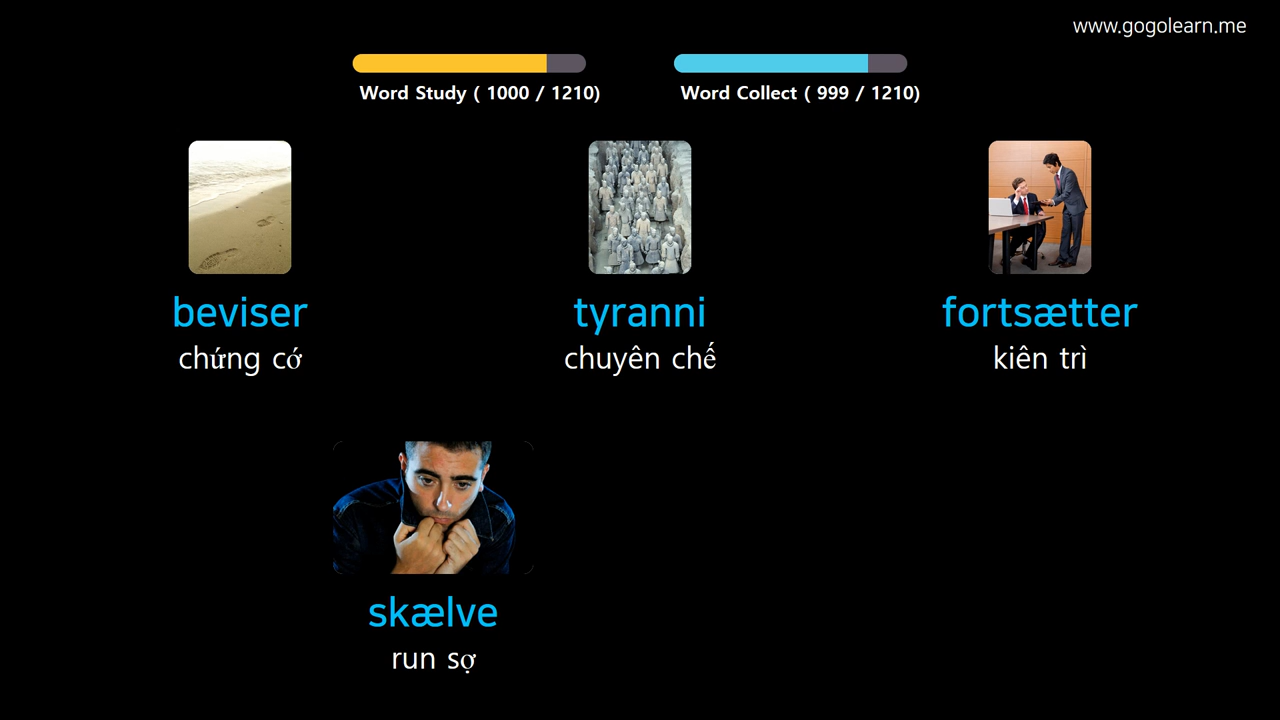 www.gogolearn.me
Word Study ( 1000 / 1210)
Word Collect ( 999 / 1210)
beviser
chứng cớ
tyranni
chuyên chế
fortsætter
kiên trì
skælve
run sợ